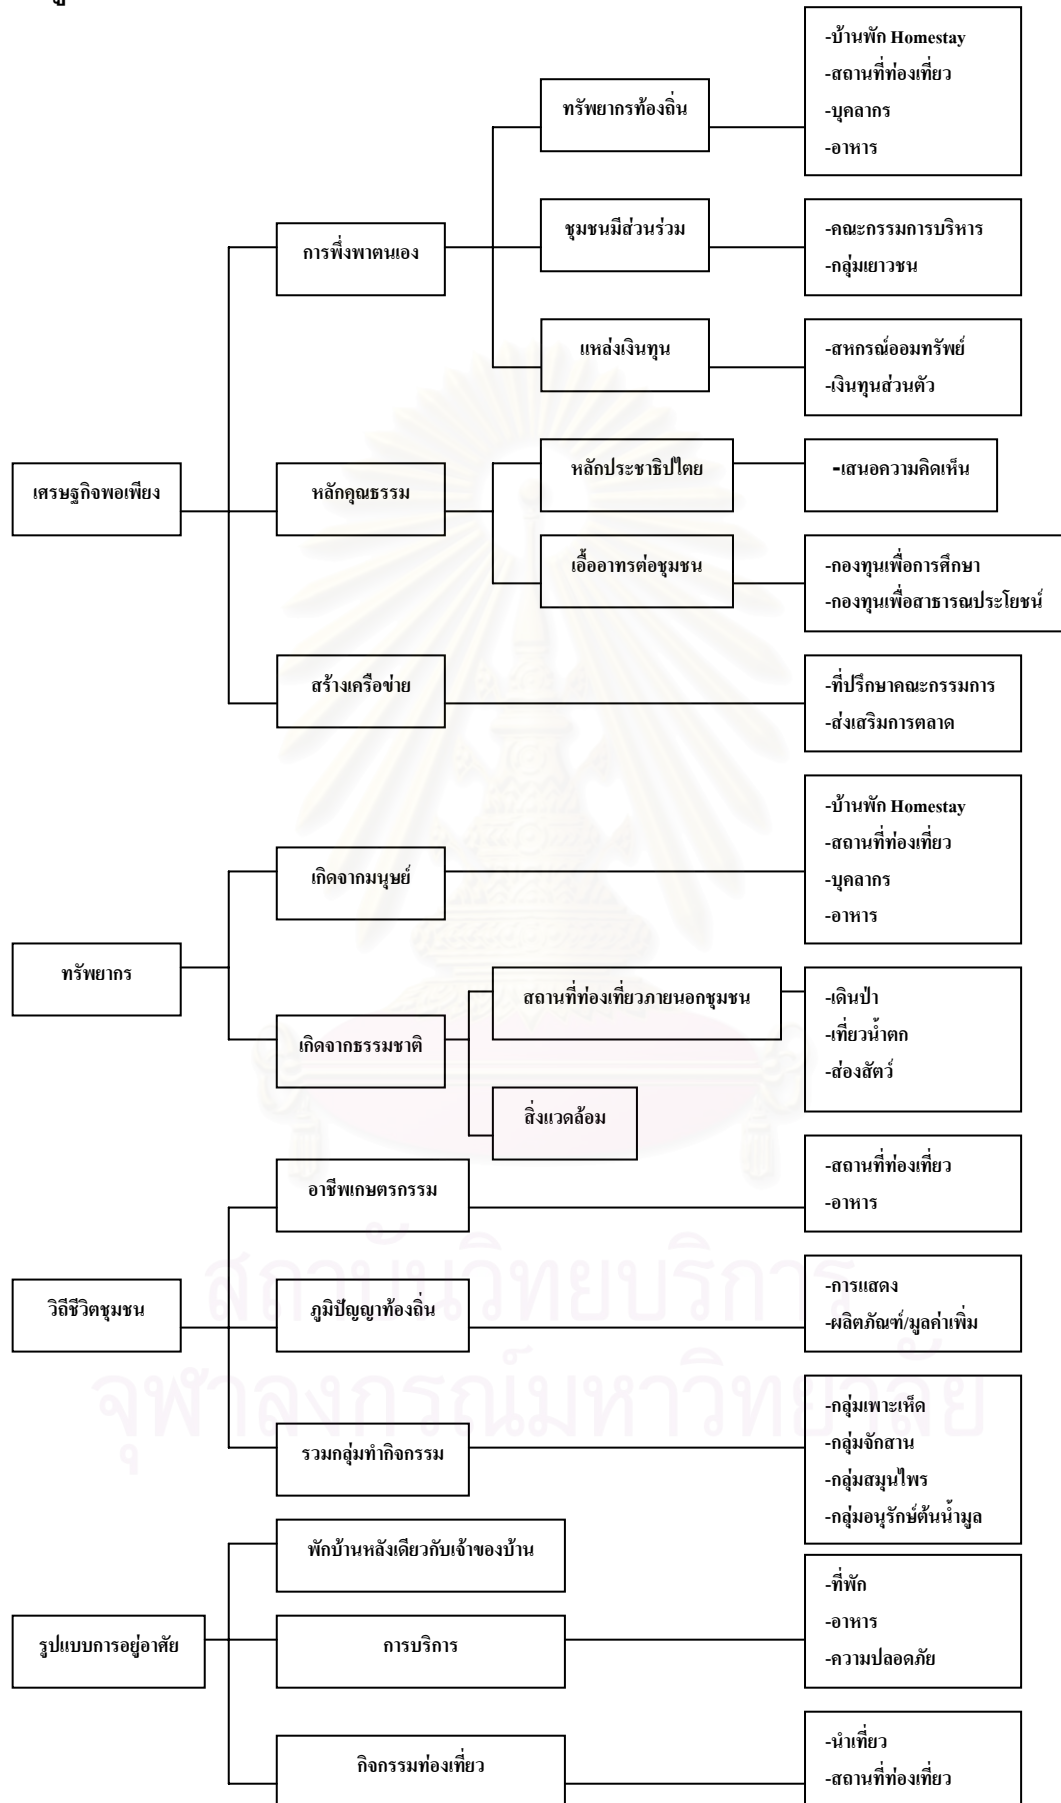 ทรัพยากรท้องถิ่น
-บ้านพัก Homestay
-สถานที่ท่องเที่ยว
-บุคลากร
-อาหาร
การพึ่งพาตนเอง
ชุมชนมีส่วนร่วม
-คณะกรรมการบริหาร
-กลุ่มเยาวชน
แหล่งเงินทุน
-สหกรณ์ออมทรัพย์
-เงินทุนส่วนตัว
เศรษฐกิจพอเพียง
หลักคุณธรรม
หลักประชาธิปไตย
-เสนอความคิดเห็น
เอื้ออาทรต่อชุมชน
-กองทุนเพื่อการศึกษา
-กองทุนเพื่อสาธารณประโยชน์
สร้างเครือข่าย
-ที่ปรึกษาคณะกรรมการ
-ส่งเสริมการตลาด
ทรัพยากร
เกิดจากมนุษย์
-บ้านพัก Homestay
-สถานที่ท่องเที่ยว
-บุคลากร
-อาหาร
เกิดจากธรรมชาติ
สถานที่ท่องเที่ยวภายนอกชุมชน
-เดินป่า
-เที่ยวน้ำตก
-ส่องสัตว์
สิ่งแวดล้อม
วิถีชีวิตชุมชน
อาชีพเกษตรกรรม
-สถานที่ท่องเที่ยว
-อาหาร
ภูมิปัญญาท้องถิ่น
-การแสดง
-ผลิตภัณฑ์/มูลค่าเพิ่ม
รวมกลุ่มทำกิจกรรม
-กลุ่มเพาะเห็ด
-กลุ่มจักสาน
-กลุ่มสมุนไพร
-กลุ่มอนุรักษ์ต้นน้ำมูล
รูปแบบการอยู่อาศัย
พักบ้านหลังเดียวกับเจ้าของบ้าน
การบริการ
-ที่พัก
-อาหาร
-ความปลอดภัย
กิจกรรมท่องเที่ยว
-นำเที่ยว
-สถานที่ท่องเที่ยว
สถาบันวิทยบริการ
จุฬาลงกรณ์มหาวิทยาลัย